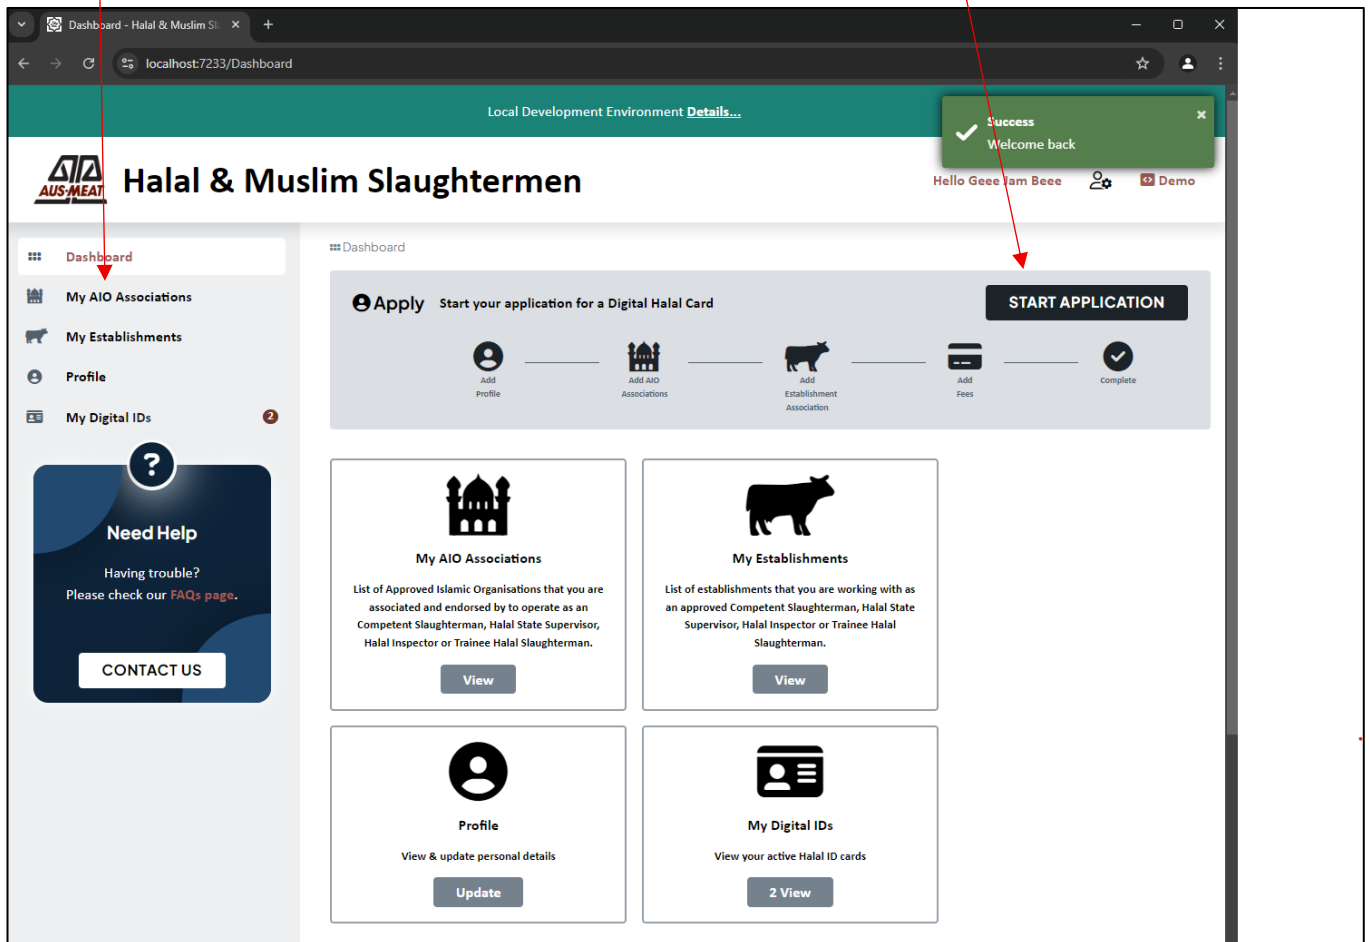 Dashboard - Halal & Muslim Sl
localhost:7233/Dashboard
Local Development Environment Details...
Success
Welcome back
AUS-MEAT
Halal & Muslim Slaughtermen
Hello Geee Jam Beee
Demo
Dashboard
My AIO Associations
My Establishments
Profile
My Digital IDs
2
?
Need Help
Having trouble?
Please check our FAQs page.
CONTACT US
Dashboard
Apply
Start your application for a Digital Halal Card
START APPLICATION
Add
Profile
Add AIO
Associations
Add
Establishment
Association
Add
Fees
Complete
My AIO Associations
List of Approved Islamic Organisations that you are
associated and endorsed by to operate as an
Competent Slaughterman, Halal State Supervisor,
Halal Inspector or Trainee Halal Slaughterman.
View
My Establishments
List of establishments that you are working with as
an approved Competent Slaughterman, Halal State
Supervisor, Halal Inspector or Trainee Halal
Slaughterman.
View
Profile
View & update personal details
Update
My Digital IDs
View your active Halal ID cards
2 View